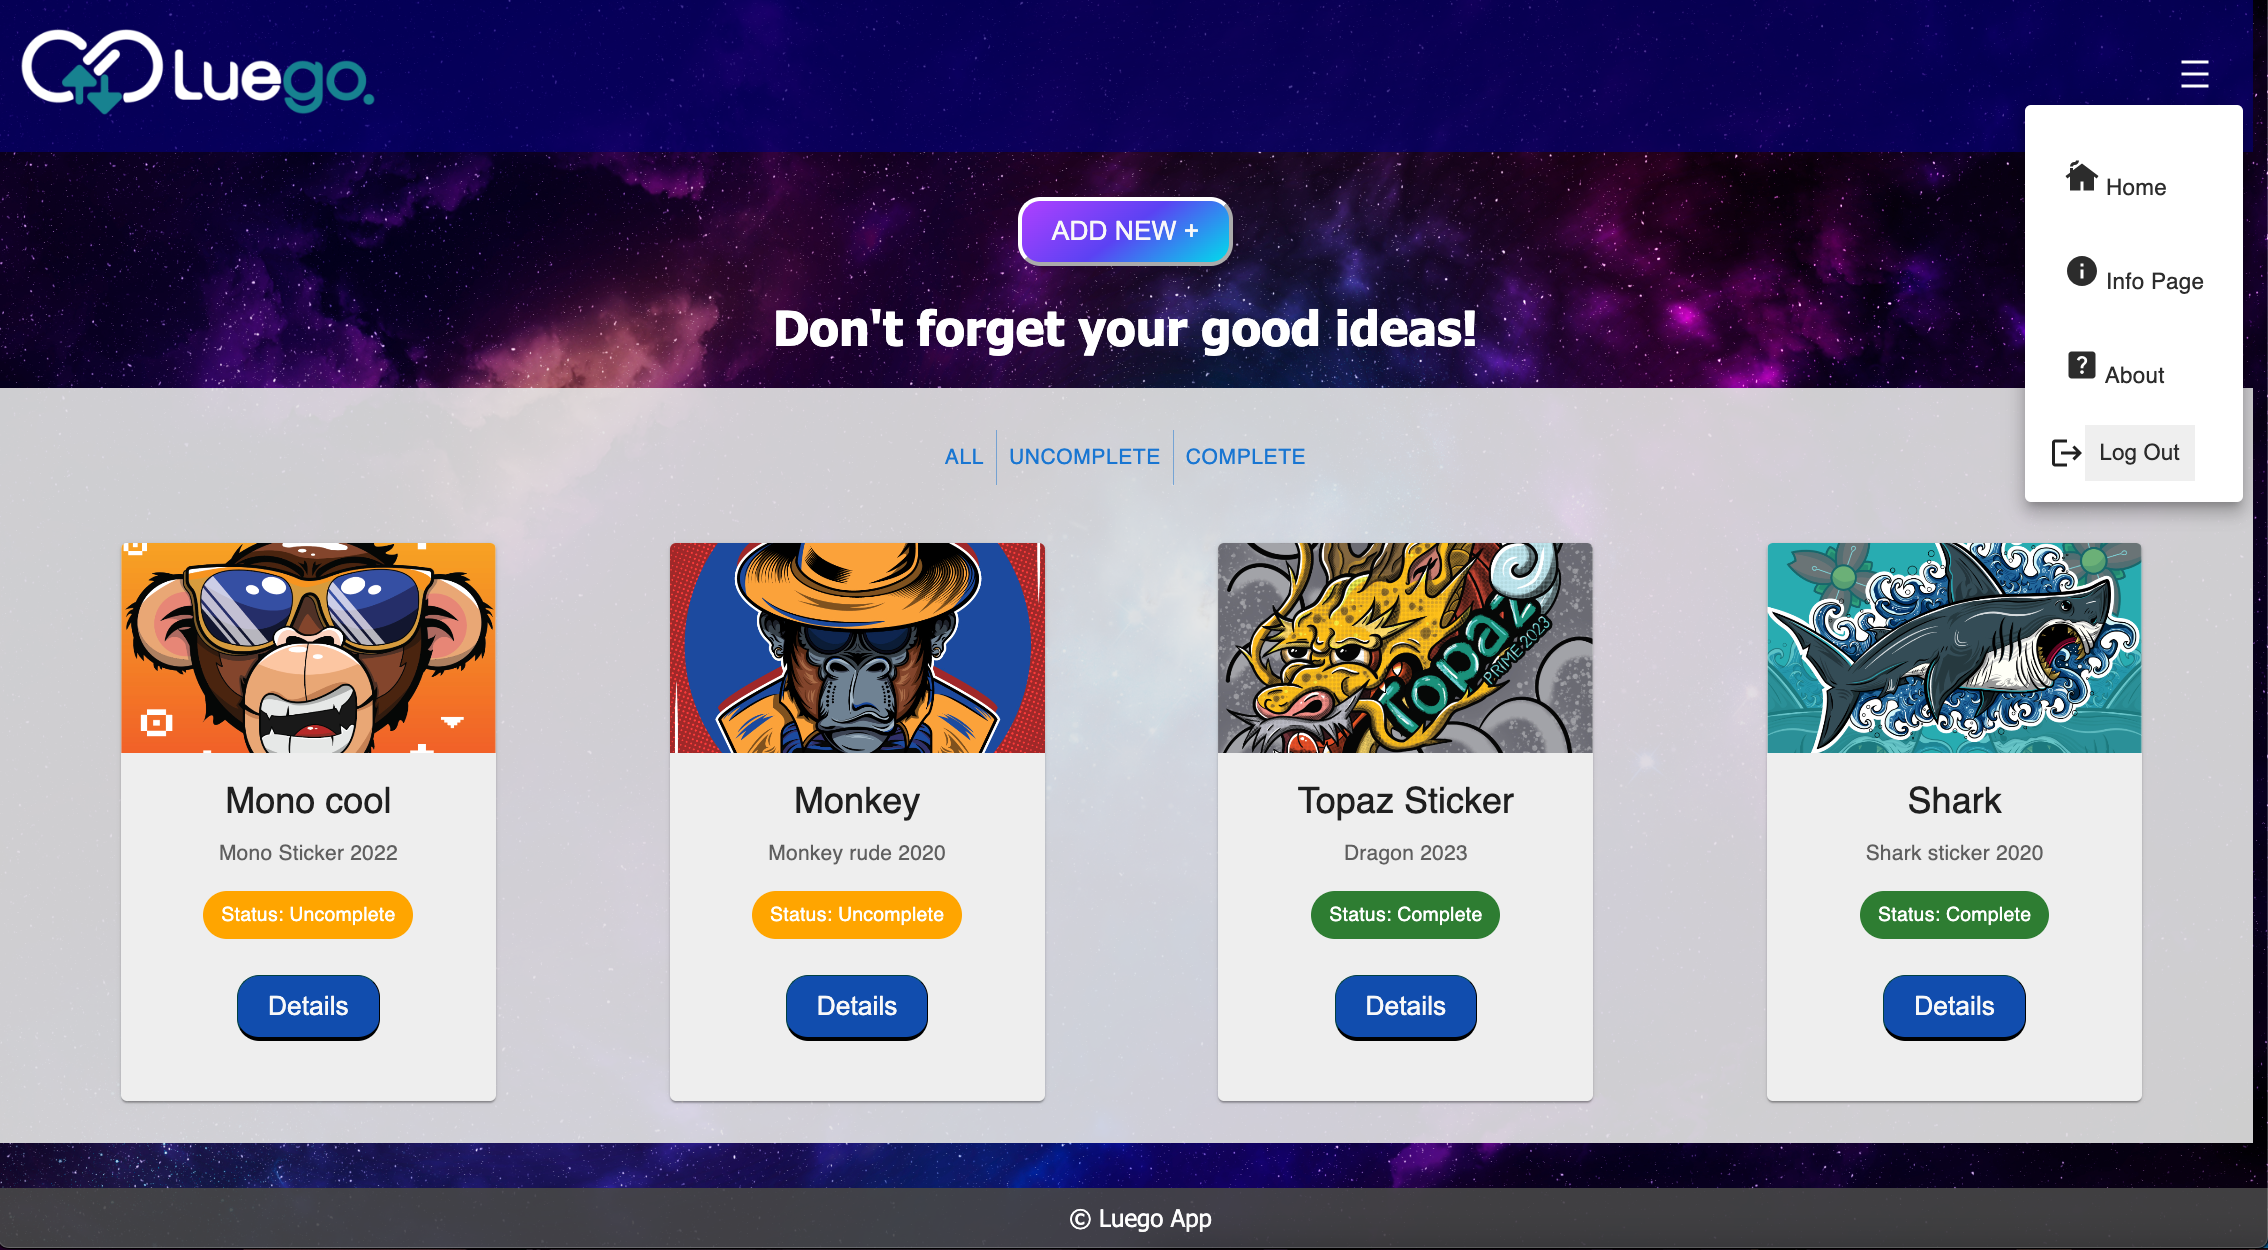 Luego.
Home
Info Page
About
Log Out
ADD NEW +
Don't forget your good ideas!
ALL
UNCOMPLETE
COMPLETE
Topaz
PRIME-2023
Mono cool
Mono Sticker 2022
Status: Uncomplete
Details
Monkey
Monkey rude 2020
Status: Uncomplete
Details
Topaz Sticker
Dragon 2023
Status: Complete
Details
Shark
Shark sticker 2020
Status: Complete
Details
© Luego App